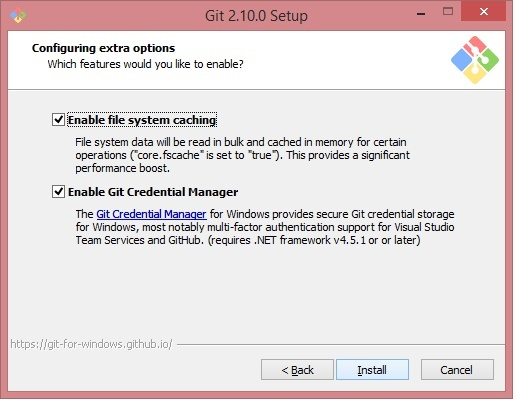 Git 2.10.0 Setup
Configuring extra options
Which features would you like to enable?
Enable file system caching
File system data will be read in bulk and cached in memory for certain
operations ("core.fscache" is set to "true"). This provides a significant
performance boost.
Enable Git Credential Manager
The Git Credential Manager for Windows provides secure Git credential storage
for Windows, most notably multi-factor authentication support for Visual Studio
Team Services and GitHub. (requires .NET framework v4.5.1 or or later)
https://git-for-windows.github.io/
< Back Install Cancel